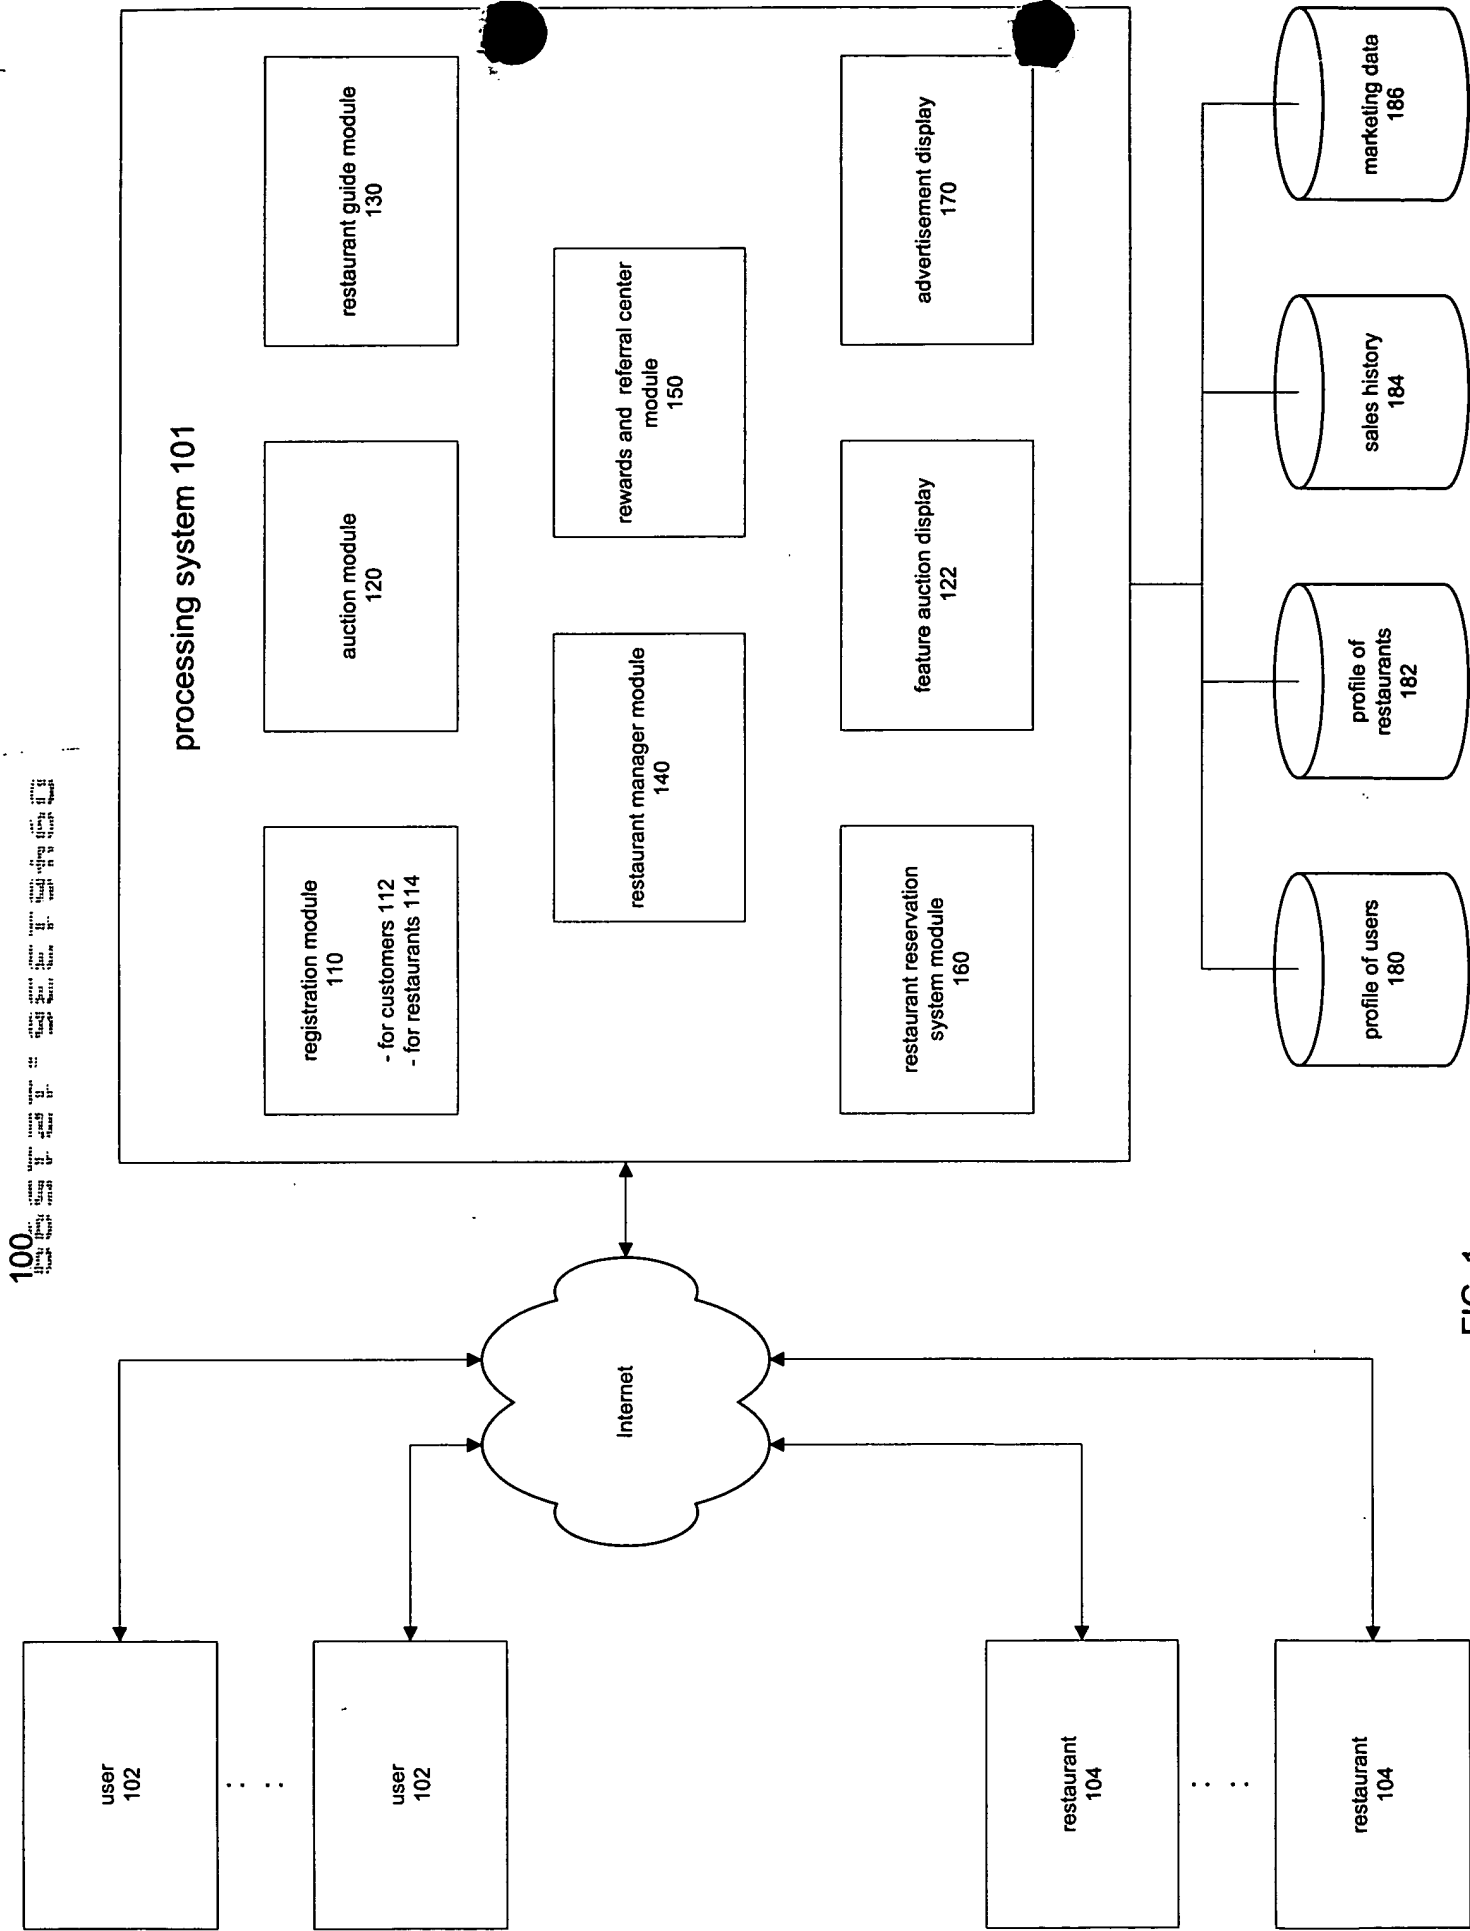 100
processing system 101
registration module
110
- for customers 112
- for restaurants 114
auction module
120
restaurant guide module
130
restaurant manager module
140
rewards and referral center
module
150
restaurant reservation
system module
160
feature auction display
122
advertisement display
170
user
102
user
102
Internet
restaurant
104
restaurant
104
profile of users
180
profile of
restaurants
182
sales history
184
marketing data
186
FIG. 1